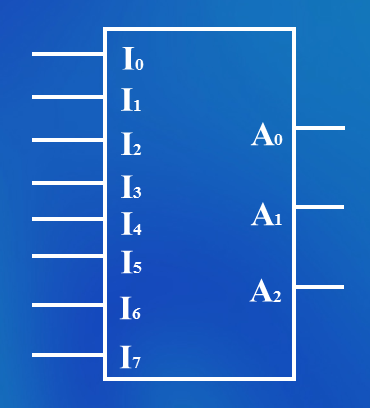 I₀
I₁
I₂
I₃
I₄
I₅
I₆
I₇
A₀
A₁
A₂